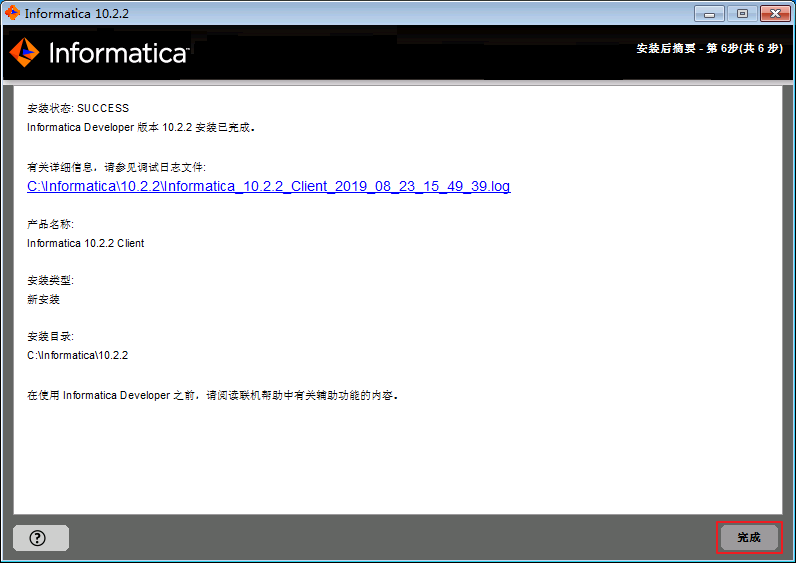 Informatica 10.2.2
Informatica
安装后摘要 - 第 6步(共 6 步)
安装状态: SUCCESS
Informatica Developer 版本 10.2.2 安装已完成。
有关详细信息，请参见调试日志文件:
C:\Informatica\10.2.2\Informatica_10.2.2_Client_2019_08_23_15_49_39.log
产品名称:
Informatica 10.2.2 Client
安装类型:
新安装
安装目录:
C:\Informatica\10.2.2
在使用 Informatica Developer 之前，请阅读联机帮助中有关辅助功能的内容。
?
完成